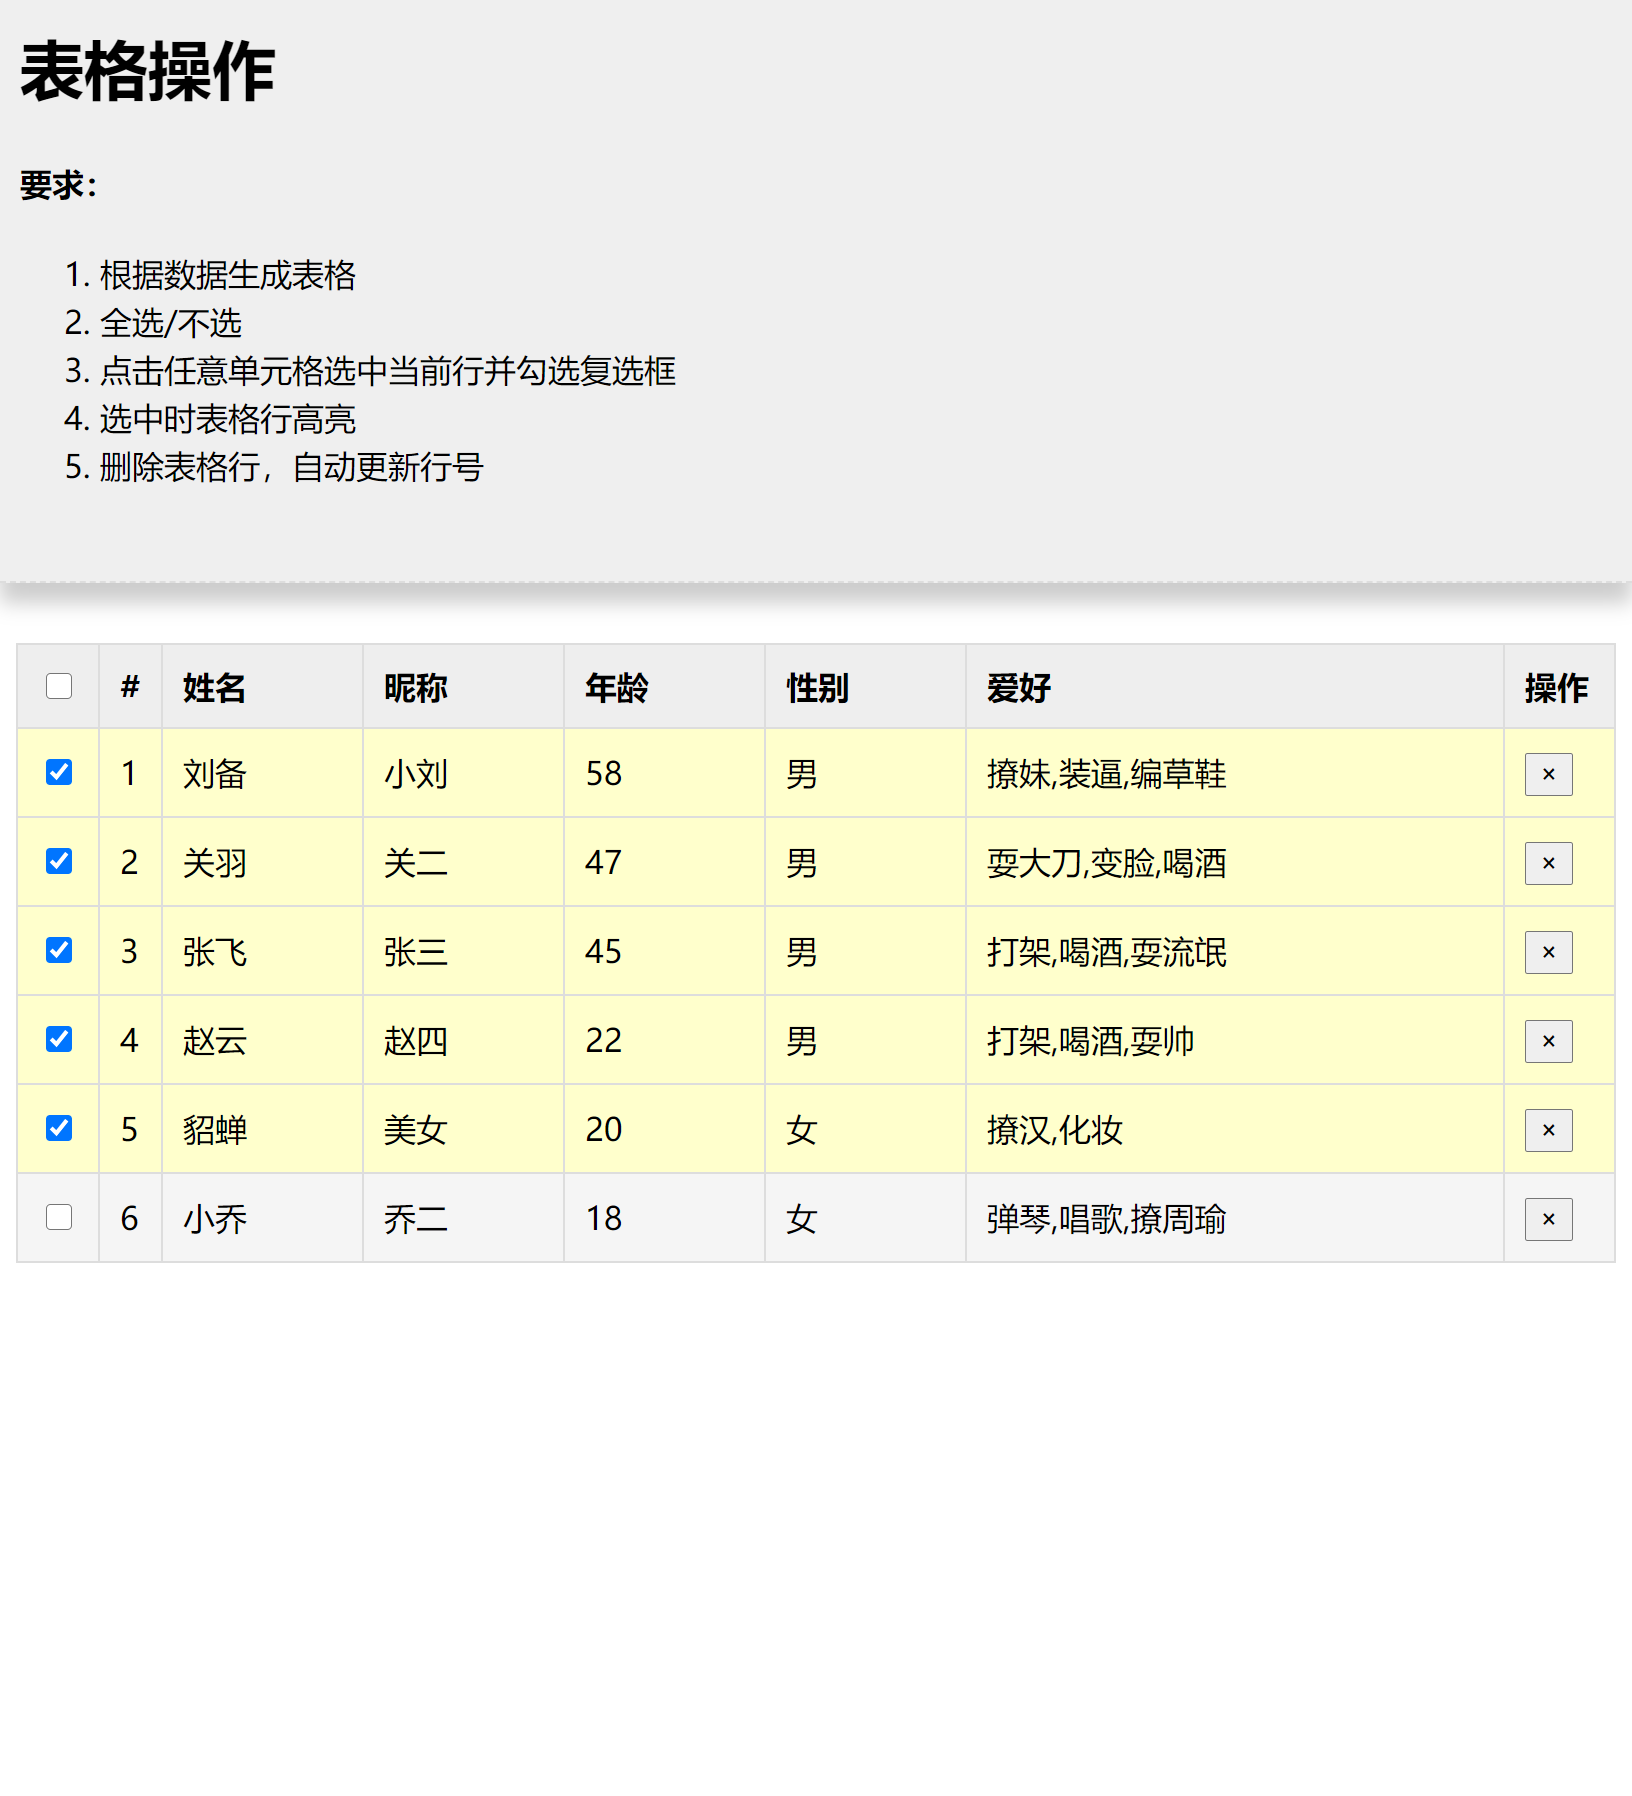 表格操作
要求：
1. 根据数据生成表格
2. 全选/不选
3. 点击任意单元格选中当前行并勾选复选框
4. 选中时表格行高亮
5. 删除表格行，自动更新行号
# 姓名 昵称 年龄 性别 爱好 操作
1 刘备 小刘 58 男 撩妹,装逼,编草鞋 ×
2 关羽 关二 47 男 耍大刀,变脸,喝酒 ×
3 张飞 张三 45 男 打架,喝酒,耍流氓 ×
4 赵云 赵四 22 男 打架,喝酒,耍帅 ×
5 貂蝉 美女 20 女 撩汉,化妆 ×
6 小乔 乔二 18 女 弹琴,唱歌,撩周瑜 ×